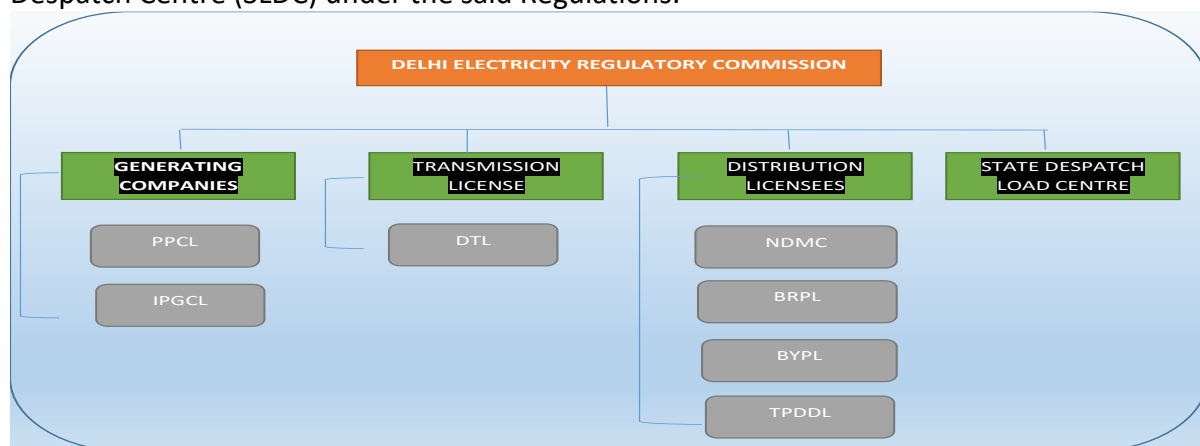 Despatch Centre (SLDC) under the said Regulations.
DELHI ELECTRICITY REGULATORY COMMISSION
GENERATING
COMPANIES
TRANSMISSION
LICENSE
DISTRIBUTION
LICENSEES
STATE DESPATCH
LOAD CENTRE
PPCL
IPGCL
DTL
NDMC
BRPL
BYPL
TPDDL